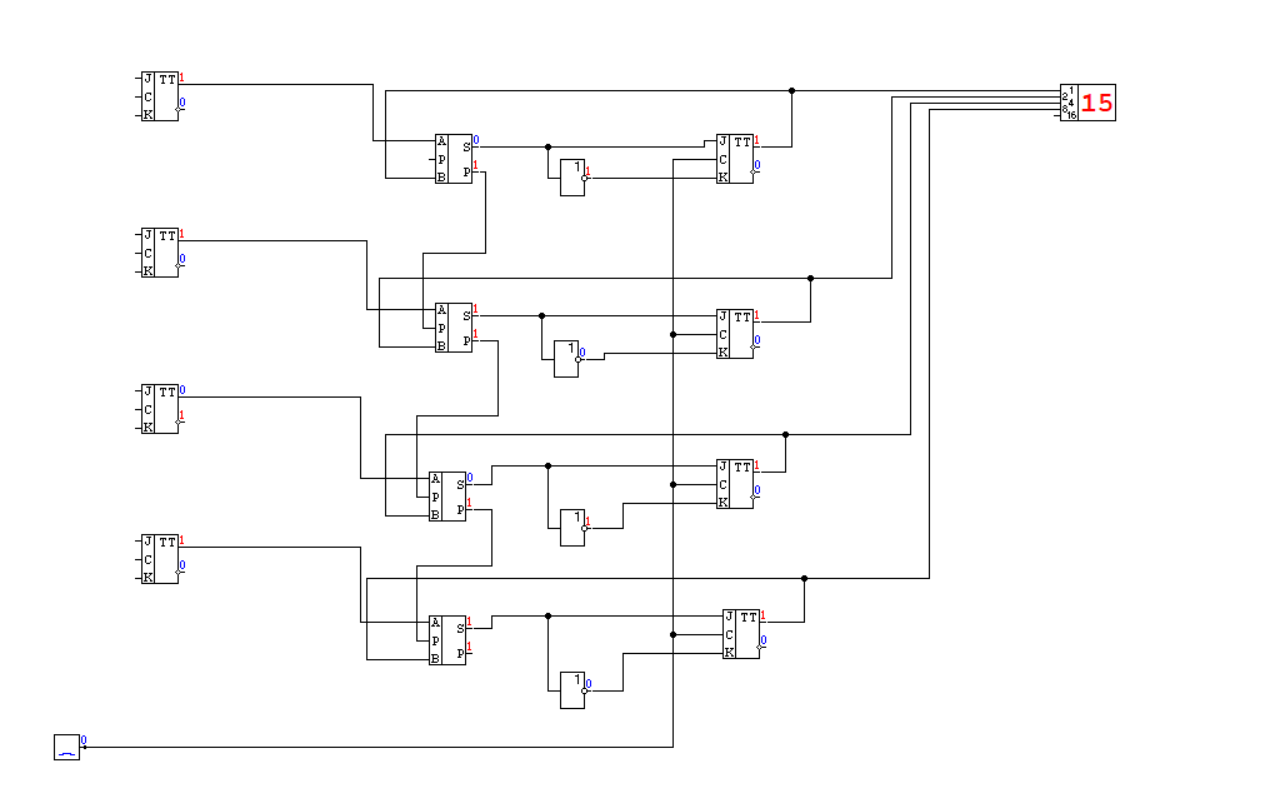 J TT 1
C 0
K
1
2
4
8
16
15
A S 0
P 1
B P
1 1
J TT 1
C 0
K
J TT 1
C 0
K
A S 1
P 1
B P
1 0
J TT 1
C 0
K
J TT 0
C 1
K
A S 0
P 1
B P
1 1
J TT 1
C 0
K
J TT 1
C 0
K
A S 1
P 1
B P
1 0
J TT 1
C 0
K
0